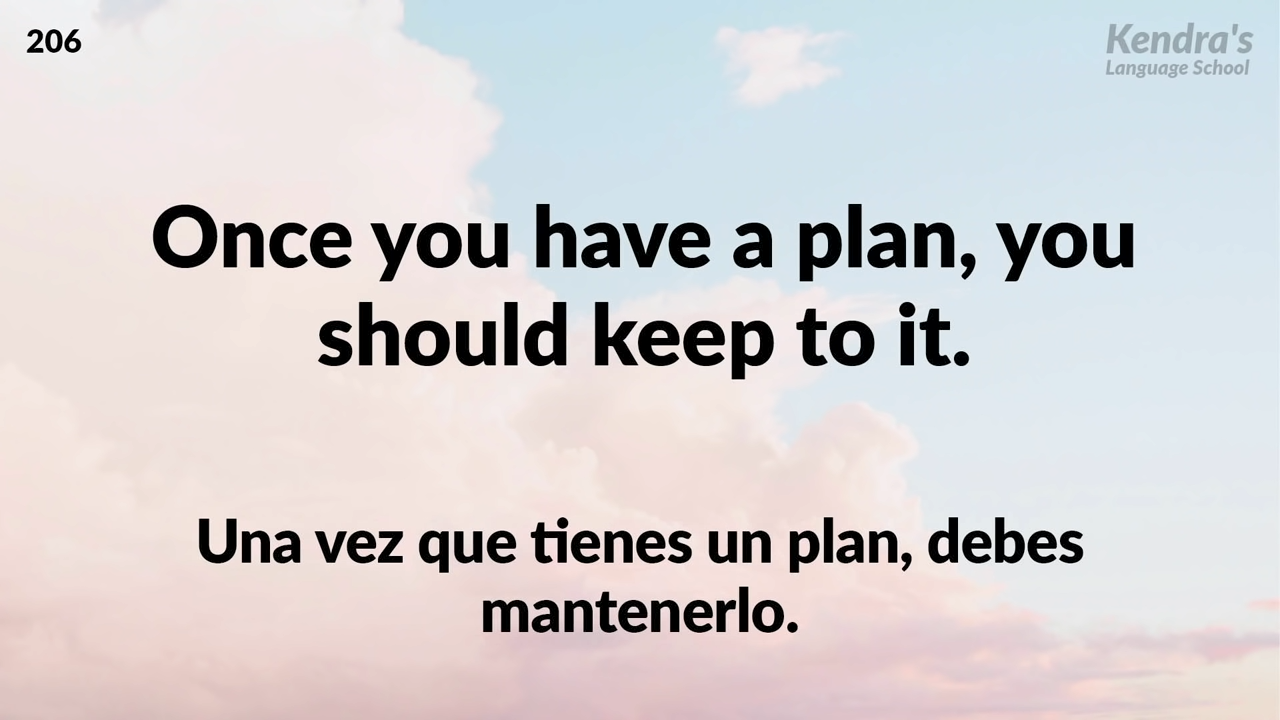 206
Kendra's
Language School
Once you have a plan, you
should keep to it.
Una vez que tienes un plan, debes
mantenerlo.